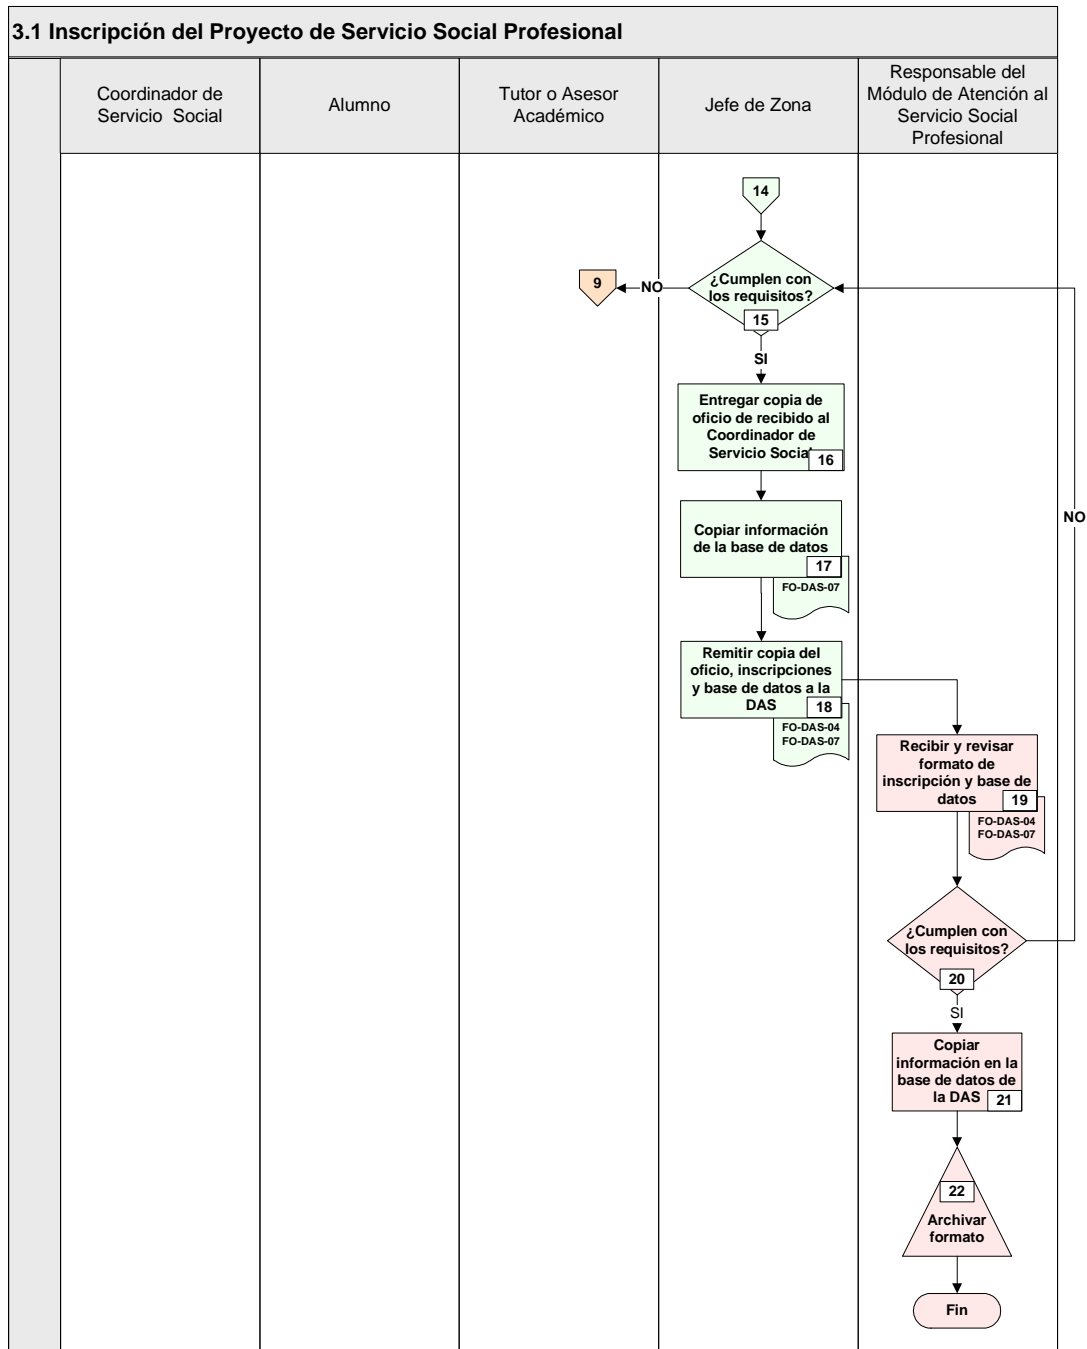 3.1 Inscripción del Proyecto de Servicio Social Profesional
Coordinador de
Servicio Social
Alumno
Tutor o Asesor
Académico
Jefe de Zona
Responsable del
Módulo de Atención al
Servicio Social
Profesional
14
¿Cumplen con
los requisitos?
15
NO
9
SI
Entregar copia de
oficio de recibido al
Coordinador de
Servicio Social
16
Copiar información
de la base de datos
17
FO-DAS-07
NO
Remitir copia del
oficio, inscripciones
y base de datos a la
DAS
18
FO-DAS-04
FO-DAS-07
Recibir y revisar
formato de
inscripción y base de
datos
19
FO-DAS-04
FO-DAS-07
¿Cumplen con
los requisitos?
20
SI
Copiar
información en la
base de datos de
la DAS
21
22
Archivar
formato
Fin